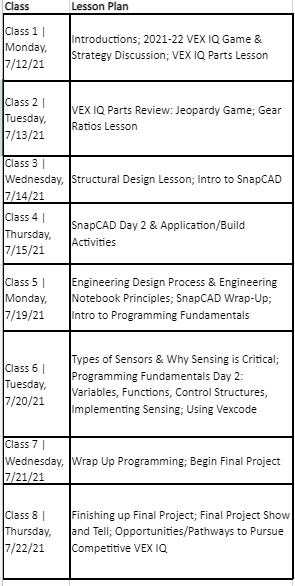 Class Lesson Plan
Class 1 |
Monday,
7/12/21
Introductions; 2021-22 VEX IQ Game &
Strategy Discussion; VEX IQ Parts Lesson
Class 2 |
Tuesday,
7/13/21
VEX IQ Parts Review: Jeopardy Game; Gear
Ratios Lesson
Class 3 |
Wednesday,
7/14/21
Structural Design Lesson; Intro to SnapCAD
Class 4 |
Thursday,
7/15/21
SnapCAD Day 2 & Application/Build
Activities
Class 5 |
Monday,
7/19/21
Engineering Design Process & Engineering
Notebook Principles; SnapCAD Wrap-Up;
Intro to Programming Fundamentals
Class 6 |
Tuesday,
7/20/21
Types of Sensors & Why Sensing is Critical;
Programming Fundamentals Day 2:
Variables, Functions, Control Structures,
Implementing Sensing; Using Vexcode
Class 7 |
Wednesday,
7/21/21
Wrap Up Programming; Begin Final Project
Class 8 |
Thursday,
7/22/21
Finishing up Final Project; Final Project Show
and Tell; Opportunities/Pathways to Pursue
Competitive VEX IQ